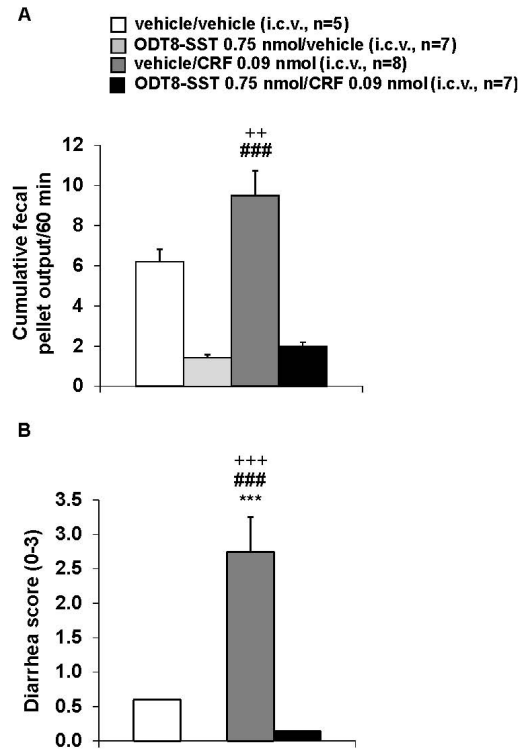 A
vehicle/vehicle (i.c.v., n=5)
ODT8-SST 0.75 nmol/vehicle (i.c.v., n=7)
vehicle/CRF 0.09 nmol (i.c.v., n=8)
ODT8-SST 0.75 nmol/CRF 0.09 nmol (i.c.v., n=7)
++
###
Cumulative fecal
pellet output/60 min
12
10
8
6
4
2
0
B
+++
###
***
Diarrhea score (0-3)
3.5
3.0
2.5
2.0
1.5
1.0
0.5
0.0